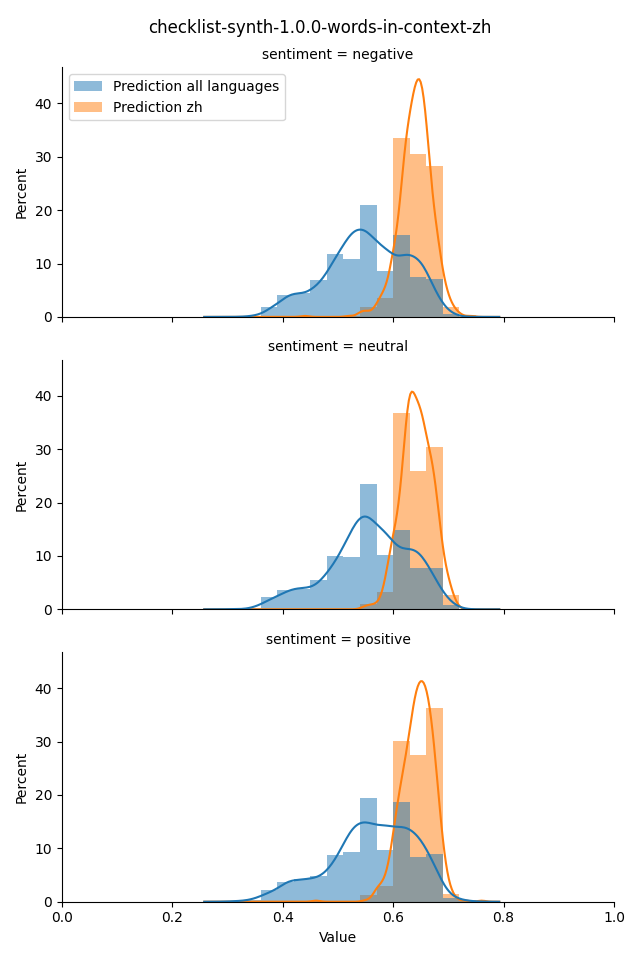 checklist-synth-1.0.0-words-in-context-zh
sentiment = negative
Prediction all languages
Prediction zh
Percent
40
30
20
10
0
sentiment = neutral
Percent
40
30
20
10
0
sentiment = positive
Percent
40
30
20
10
0
0.0 0.2 0.4 0.6 0.8 1.0
Value